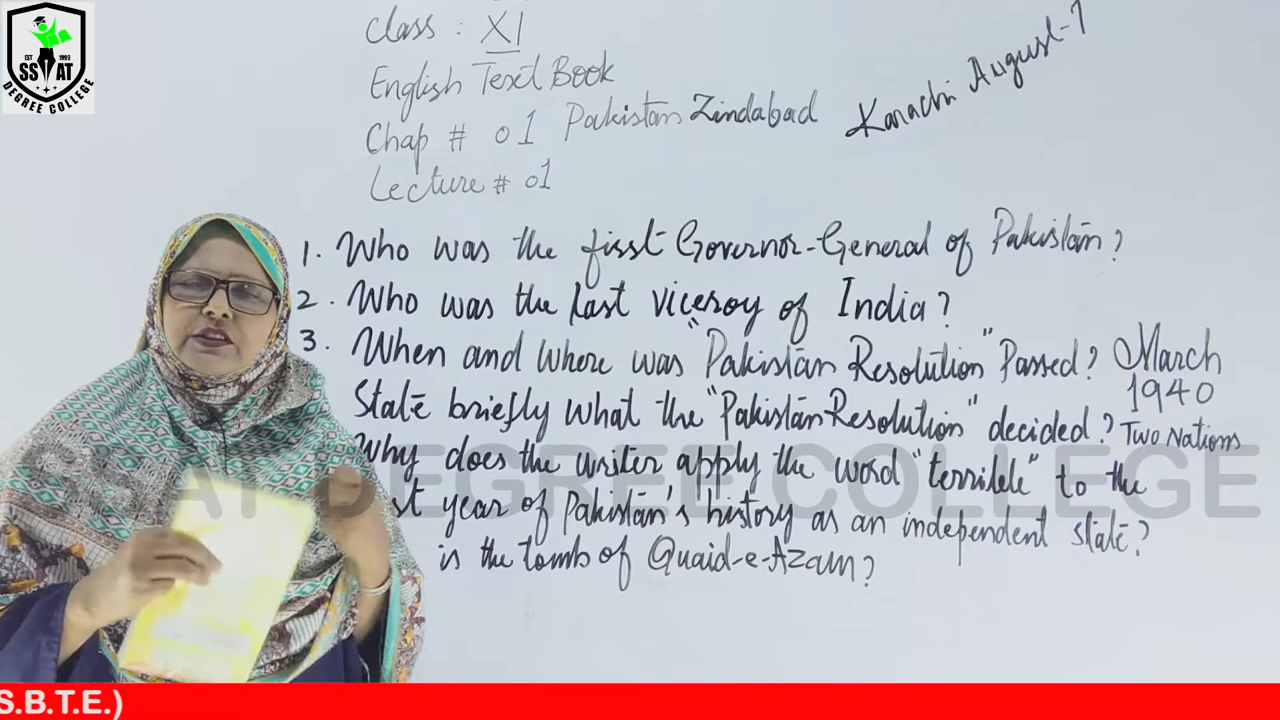 EST 1993
SSAT
DEGREE COLLEGE
Class : XI
English Text Book
Chap # 01 Pakistan Zindabad
Karachi August-1
Lecture # 01
1. Who was the first Governor-General of Pakistan?
2. Who was the last viceroy of India?
3. When and where was "Pakistan Resolution" Passed? March 1940
State briefly what the "Pakistan Resolution" decided? Two Nations
Why does the writer apply the word "terrible" to the
st year of Pakistan's history as an independent state?
is the tomb of Quaid-e-Azam?
SSAT DEGREE COLLEGE
S.B.T.E.)